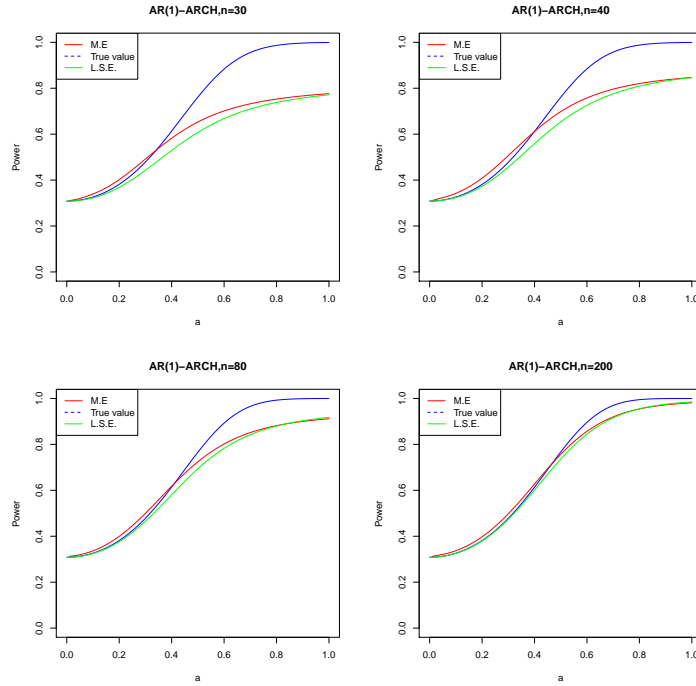 AR(1)−ARCH,n=30
M.E
True value
L.S.E.
Power
0.0 0.2 0.4 0.6 0.8 1.0
0.0 0.2 0.4 0.6 0.8 1.0
a
AR(1)−ARCH,n=40
M.E
True value
L.S.E.
Power
0.0 0.2 0.4 0.6 0.8 1.0
0.0 0.2 0.4 0.6 0.8 1.0
a
AR(1)−ARCH,n=80
M.E
True value
L.S.E.
Power
0.0 0.2 0.4 0.6 0.8 1.0
0.0 0.2 0.4 0.6 0.8 1.0
a
AR(1)−ARCH,n=200
M.E
True value
L.S.E.
Power
0.0 0.2 0.4 0.6 0.8 1.0
0.0 0.2 0.4 0.6 0.8 1.0
a